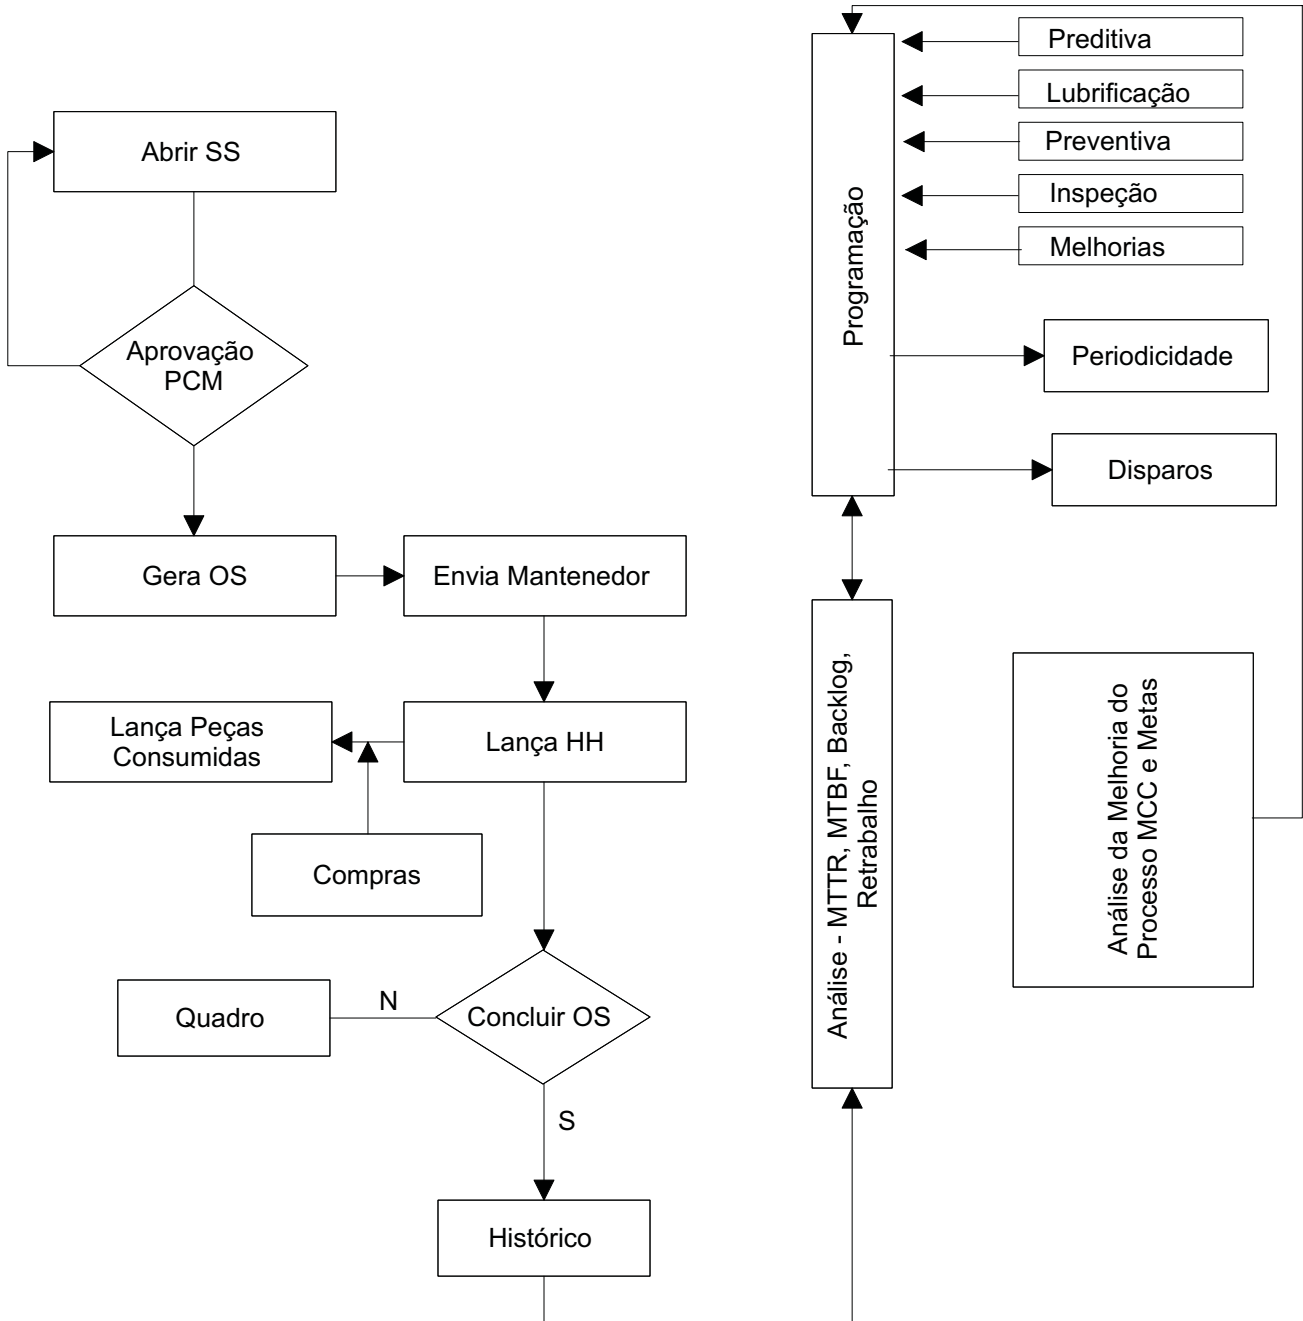 Abrir SS
Aprovação
PCM
Gera OS
Envia Mantenedor
Lança Peças
Consumidas
Lança HH
Compras
Quadro
N
Concluir OS
S
Histórico
Programação
Preditiva
Lubrificação
Preventiva
Inspeção
Melhorias
Periodicidade
Disparos
Análise - MTTR, MTBF, Backlog,
Retrabalho
Análise da Melhoria do
Processo MCC e Metas